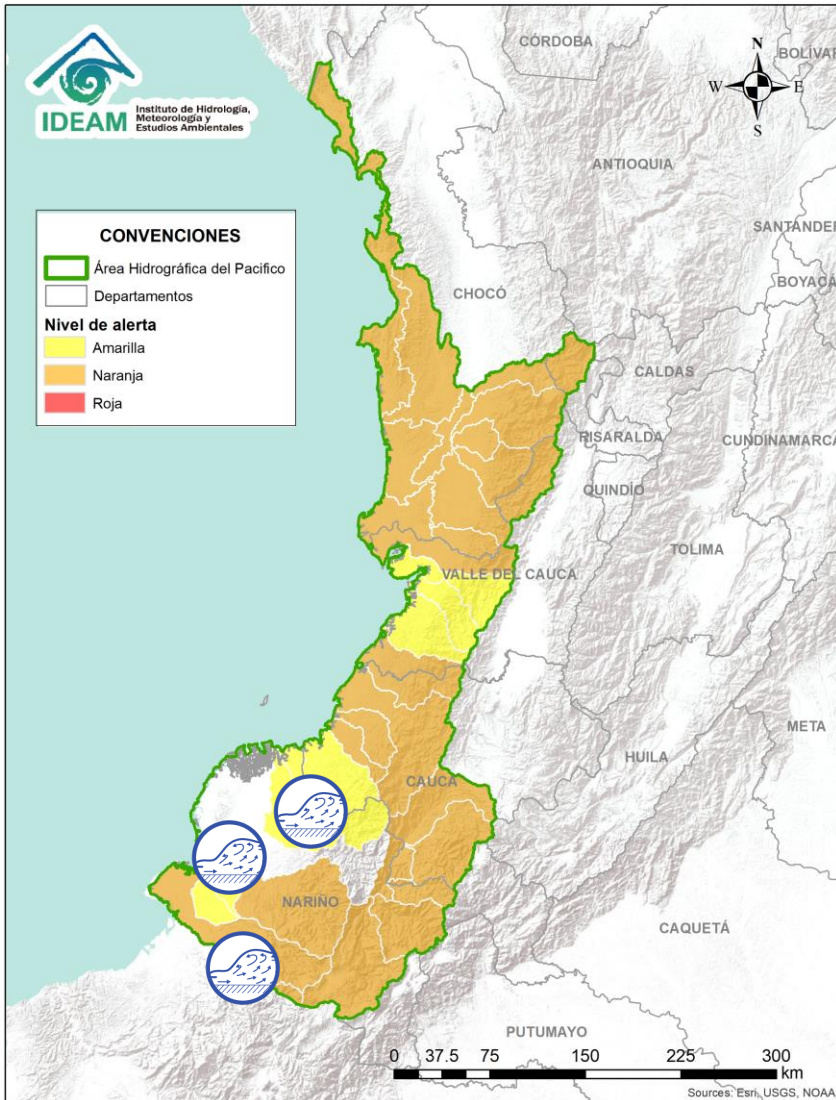 IDEAM
Instituto de Hidrología,
Meteorología y
Estudios Ambientales
CONVENCIONES
Área Hidrográfica del Pacifico
Departamentos
Nivel de alerta
Amarilla
Naranja
Roja
N
W
E
S
CÓRDOBA
BOLÍVAR
ANTIOQUIA
SANTANDER
BOYACÁ
CHOCÓ
CALDAS
RISARALDA
CUNDINAMARCA
QUINDÍO
TOLIMA
VALLE DEL CAUCA
META
HUILA
CAUCA
NARIÑO
CAQUETÁ
PUTUMAYO
0 37.5 75 150 225 300
km
Sources: Esri, USGS, NOAA